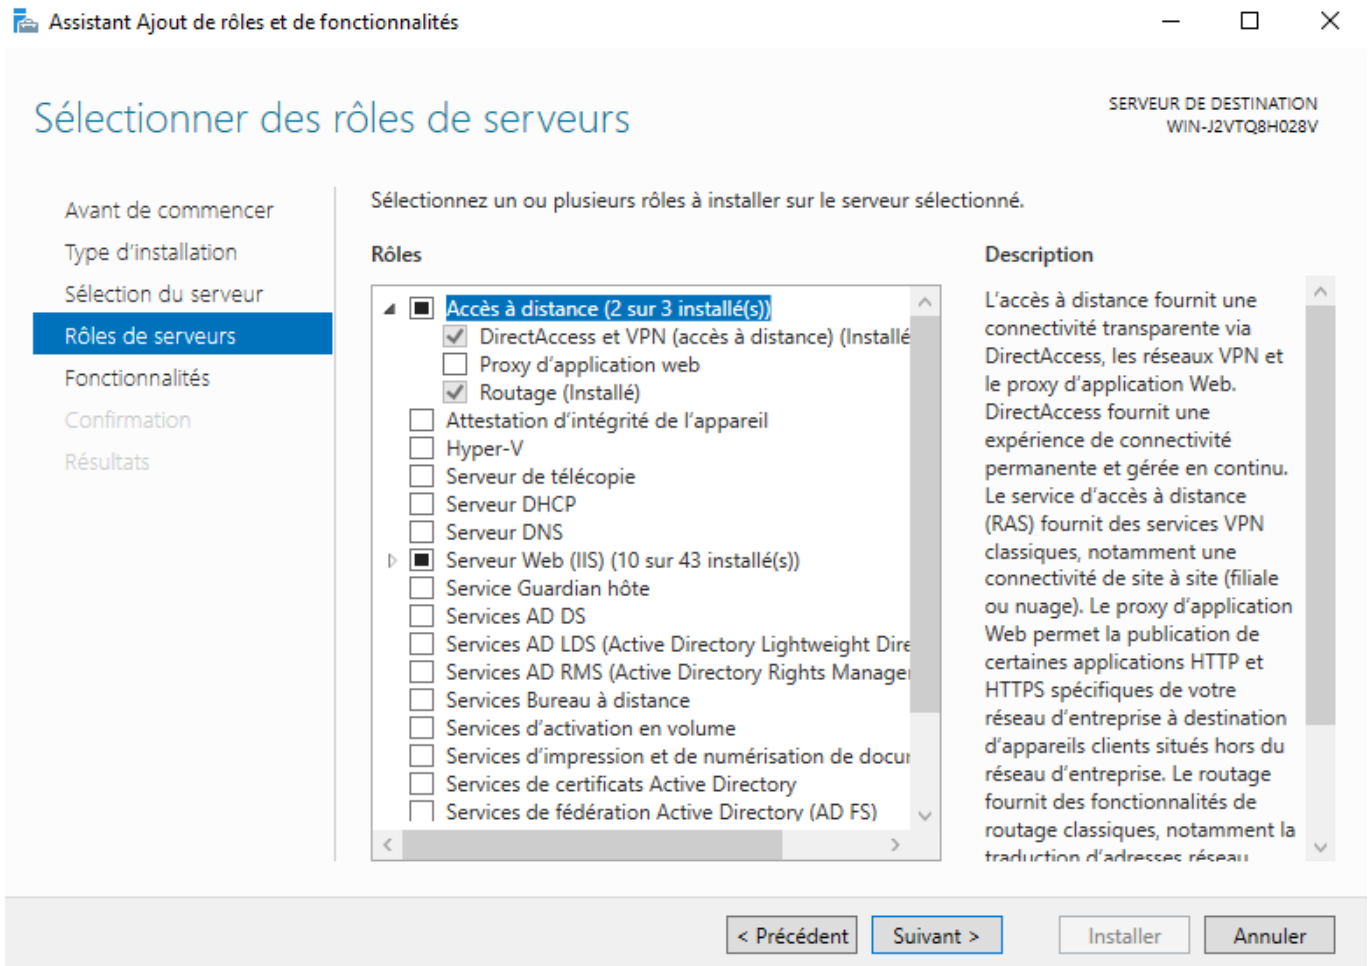 Assistant Ajout de rôles et de fonctionnalités
Sélectionner des rôles de serveurs
SERVEUR DE DESTINATION
WIN-J2VTQ8H028V
Avant de commencer
Type d'installation
Sélection du serveur
Rôles de serveurs
Fonctionnalités
Confirmation
Résultats
Sélectionnez un ou plusieurs rôles à installer sur le serveur sélectionné.
Rôles
Accès à distance (2 sur 3 installé(s))
DirectAccess et VPN (accès à distance) (Installé
Proxy d'application web
Routage (Installé)
Attestation d'intégrité de l'appareil
Hyper-V
Serveur de télécopie
Serveur DHCP
Serveur DNS
Serveur Web (IIS) (10 sur 43 installé(s))
Service Guardian hôte
Services AD DS
Services AD LDS (Active Directory Lightweight Dire
Services AD RMS (Active Directory Rights Manage
Services Bureau à distance
Services d'activation en volume
Services d'impression et de numérisation de docu
Services de certificats Active Directory
Services de fédération Active Directory (AD FS)
Description
L'accès à distance fournit une
connectivité transparente via
DirectAccess, les réseaux VPN et
le proxy d'application Web.
DirectAccess fournit une
expérience de connectivité
permanente et gérée en continu.
Le service d'accès à distance
(RAS) fournit des services VPN
classiques, notamment une
connectivité de site à site (filiale
ou nuage). Le proxy d'application
Web permet la publication de
certaines applications HTTP et
HTTPS spécifiques de votre
réseau d'entreprise à destination
d'appareils clients situés hors du
réseau d'entreprise. Le routage
fournit des fonctionnalités de
routage classiques, notamment la
traduction d'adresses réseau
< Précédent
Suivant >
Installer
Annuler